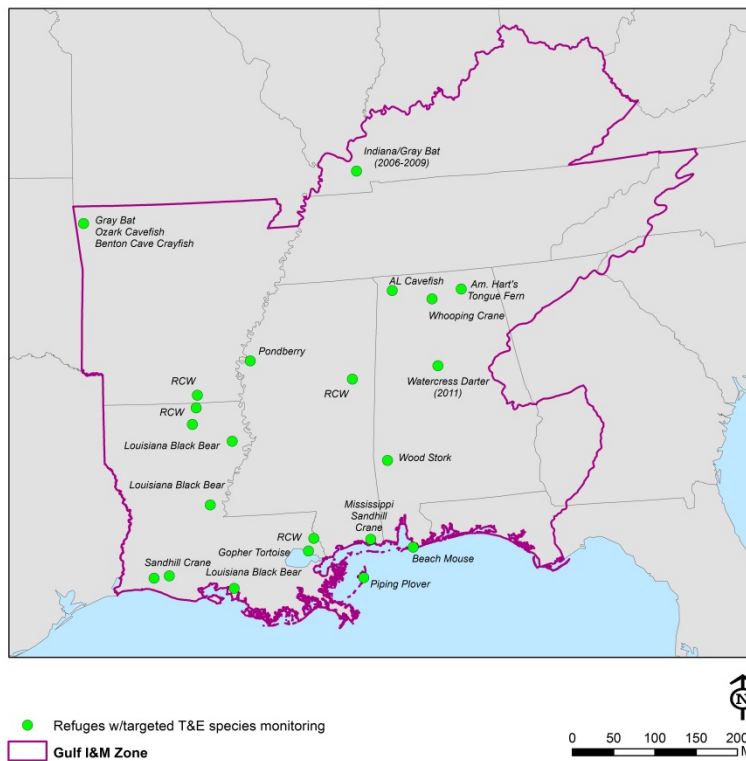 Indiana/Gray Bat
(2006-2009)
Gray Bat
Ozark Cavefish
Benton Cave Crayfish
AL Cavefish
Am. Hart's
Tongue Fern
Whooping Crane
Pondberry
Watercress Darter
(2011)
RCW
RCW
RCW
Louisiana Black Bear
Wood Stork
Louisiana Black Bear
Mississippi
Sandhill
Crane
RCW
Gopher Tortoise
Beach Mouse
Sandhill Crane
Louisiana Black Bear
Piping Plover
N
Refuges w/targeted T&E species monitoring
Gulf I&M Zone
0 50 100 150 200